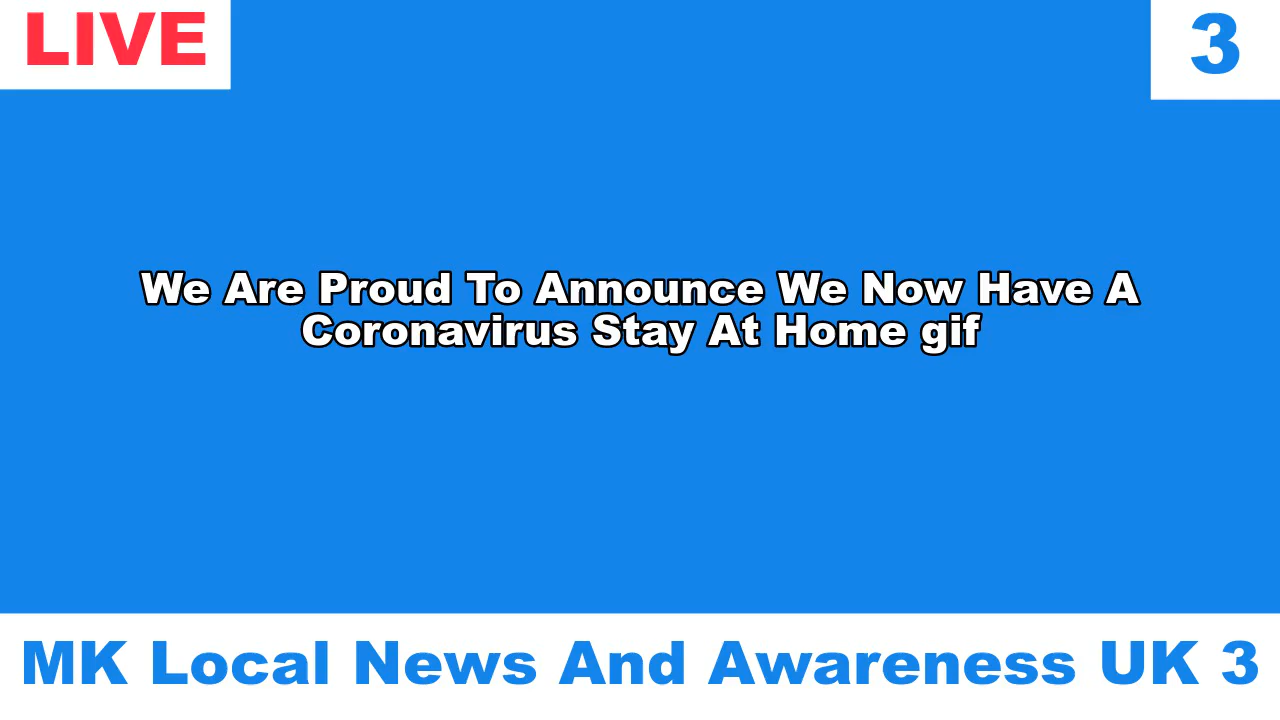 LIVE
3
We Are Proud To Announce We Now Have A
Coronavirus Stay At Home gif
MK Local News And Awareness UK 3